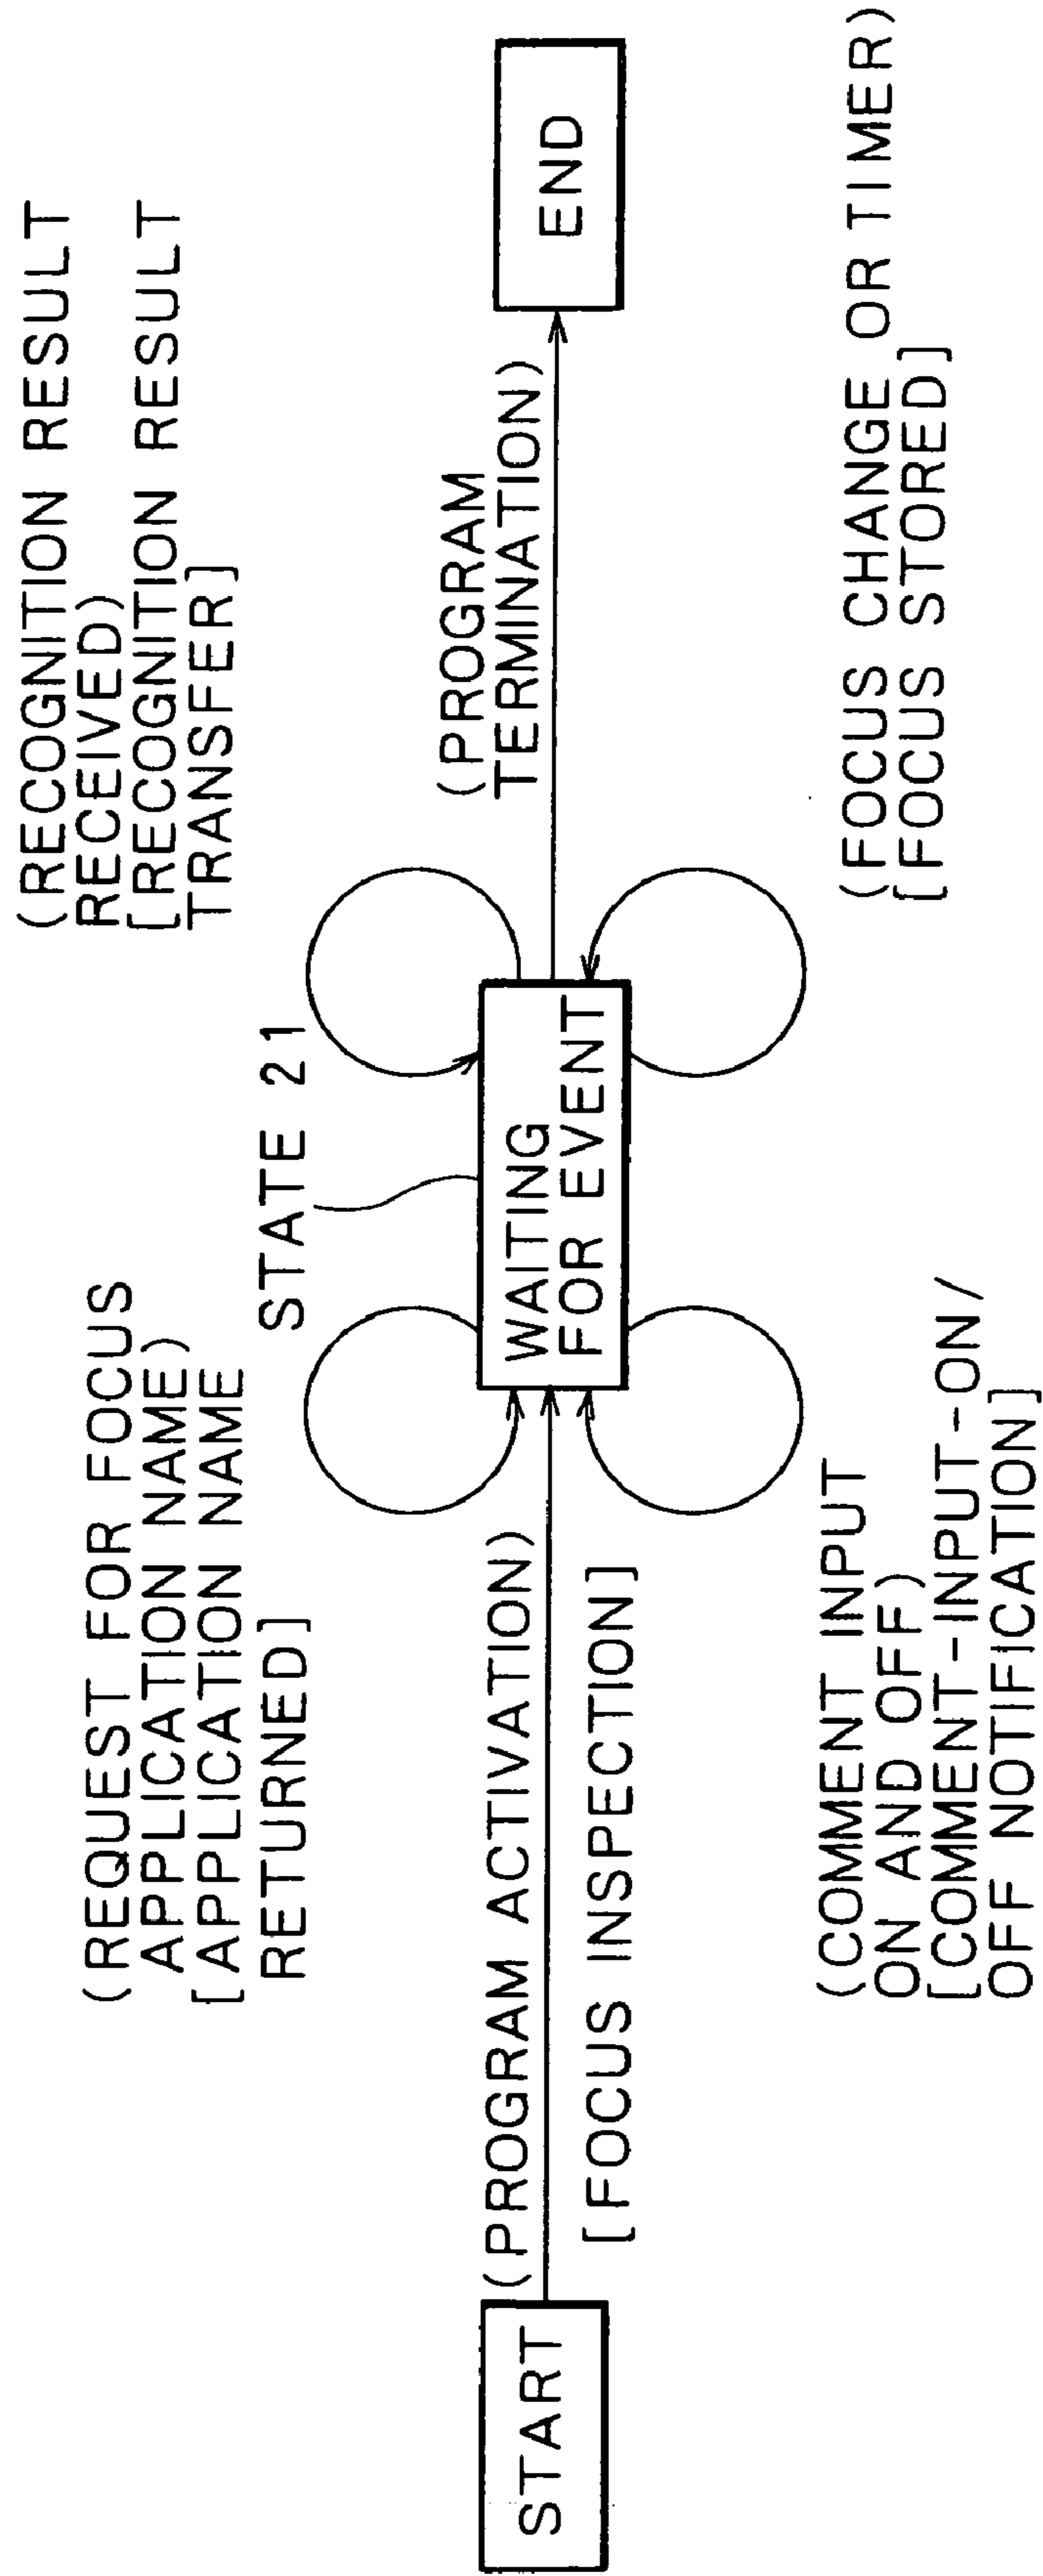 (REQUEST FOR FOCUS
APPLICATION NAME)
[APPLICATION NAME
RETURNED]
(RECOGNITION RESULT
RECEIVED)
[RECOGNITION RESULT
TRANSFER]
STATE 21
START
(PROGRAM ACTIVATION)
[FOCUS INSPECTION]
WAITING
FOR EVENT
(PROGRAM
TERMINATION)
END
(COMMENT INPUT
ON AND OFF)
[COMMENT-INPUT-ON/
OFF NOTIFICATION]
(FOCUS CHANGE OR TIMER)
[FOCUS STORED]